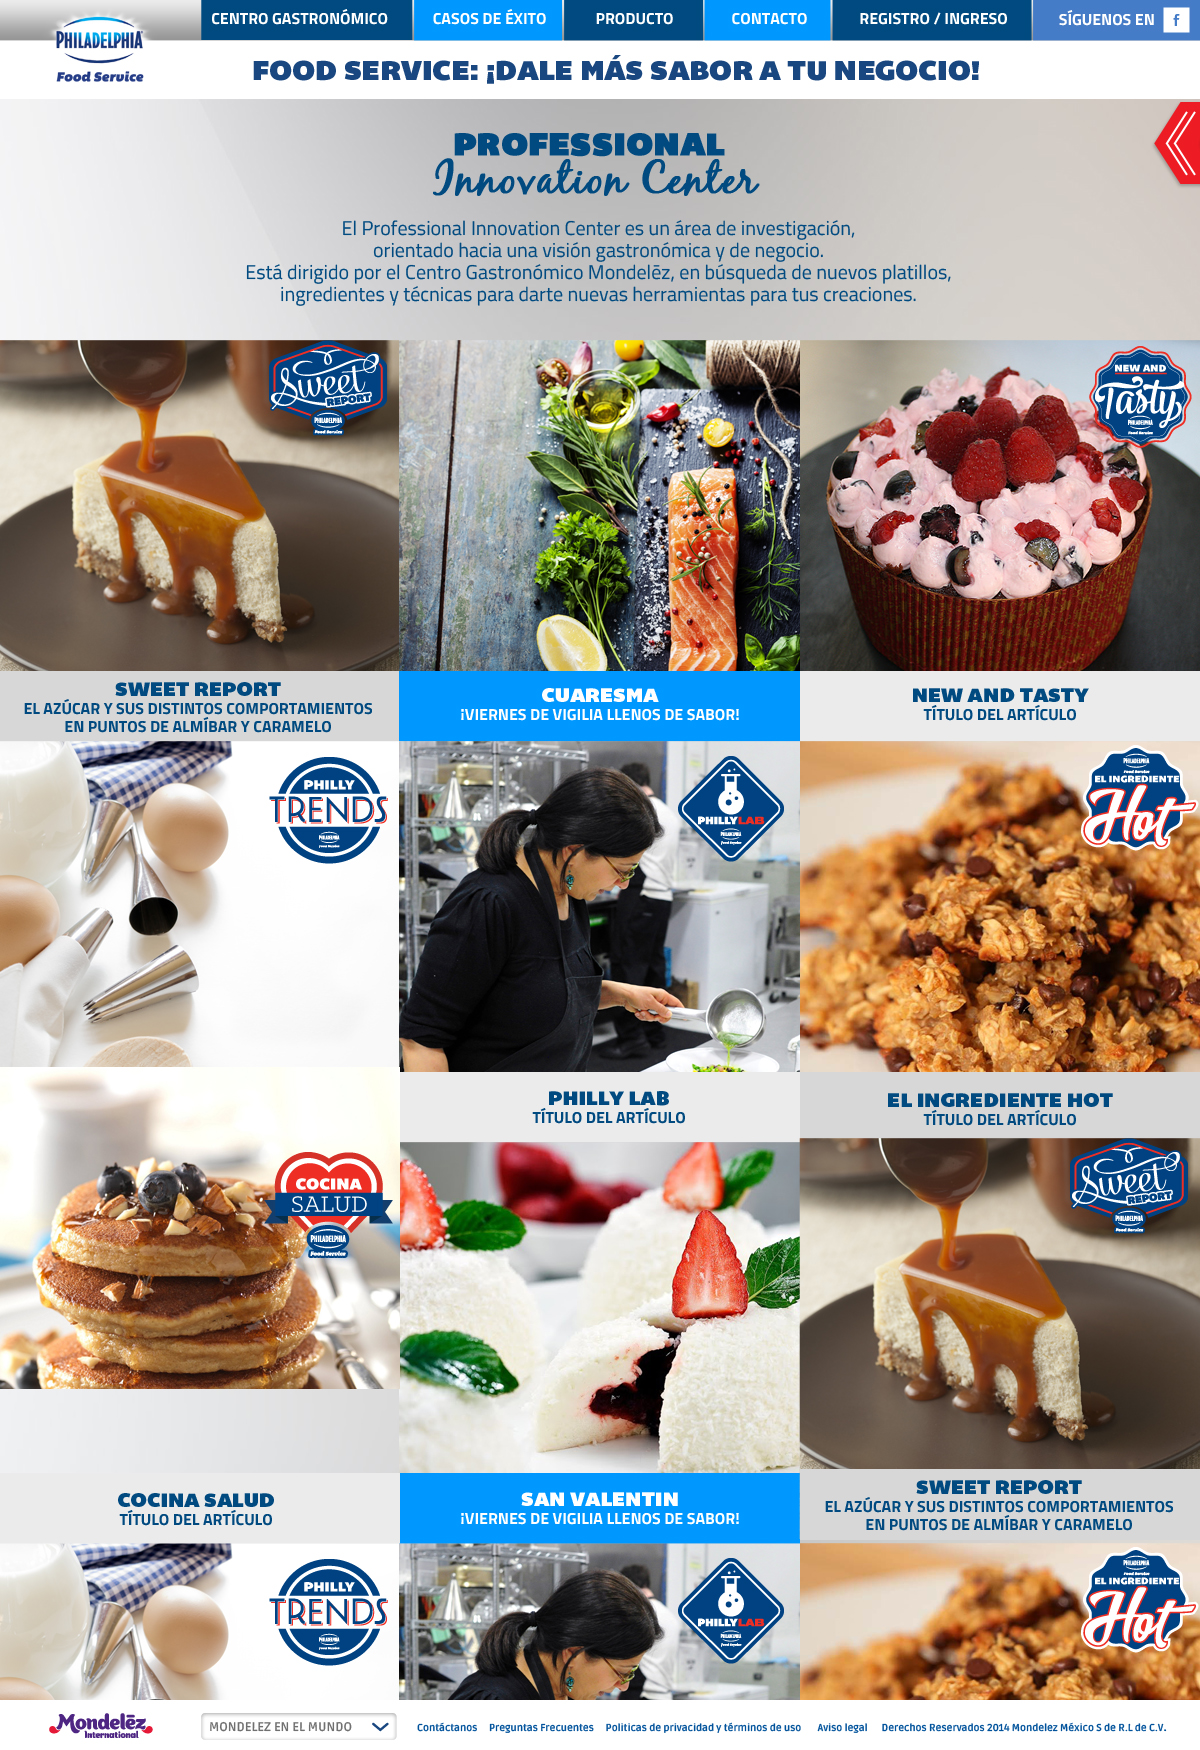 CENTRO GASTRONÓMICO
CASOS DE ÉXITO
PRODUCTO
CONTACTO
REGISTRO / INGRESO
SÍGUENOS EN f
PHILADELPHIA
Food Service
FOOD SERVICE: ¡DALE MÁS SABOR A TU NEGOCIO!
PROFESSIONAL
Innovation Center
El Professional Innovation Center es un área de investigación,
orientado hacia una visión gastronómica y de negocio.
Está dirigido por el Centro Gastronómico Mondelēz, en búsqueda de nuevos platillos,
ingredientes y técnicas para darte nuevas herramientas para tus creaciones.
Sweet
REPORT
PHILADELPHIA
Food Service
NEW AND
Tasty
PHILADELPHIA
Food Service
SWEET REPORT
EL AZÚCAR Y SUS DISTINTOS COMPORTAMIENTOS
EN PUNTOS DE ALMÍBAR Y CARAMELO
CUARESMA
¡VIERNES DE VIGILIA LLENOS DE SABOR!
NEW AND TASTY
TÍTULO DEL ARTÍCULO
PHILLY
TRENDS
PHILADELPHIA
Food Service
PHILLYLAB
PHILADELPHIA
Food Service
PHILADELPHIA
Food Service
EL INGREDIENTE
Hot
PHILLY LAB
TÍTULO DEL ARTÍCULO
EL INGREDIENTE HOT
TÍTULO DEL ARTÍCULO
COCINA
SALUD
PHILADELPHIA
Food Service
Sweet
REPORT
PHILADELPHIA
Food Service
COCINA SALUD
TÍTULO DEL ARTÍCULO
SAN VALENTIN
¡VIERNES DE VIGILIA LLENOS DE SABOR!
SWEET REPORT
EL AZÚCAR Y SUS DISTINTOS COMPORTAMIENTOS
EN PUNTOS DE ALMÍBAR Y CARAMELO
PHILLY
TRENDS
PHILADELPHIA
Food Service
PHILLYLAB
PHILADELPHIA
Food Service
PHILADELPHIA
Food Service
EL INGREDIENTE
Hot
Mondelēz
International
MONDELEZ EN EL MUNDO
Contáctanos
Preguntas Frecuentes
Politicas de privacidad y términos de uso
Aviso legal
Derechos Reservados 2014 Mondelez México S de R.L de C.V.